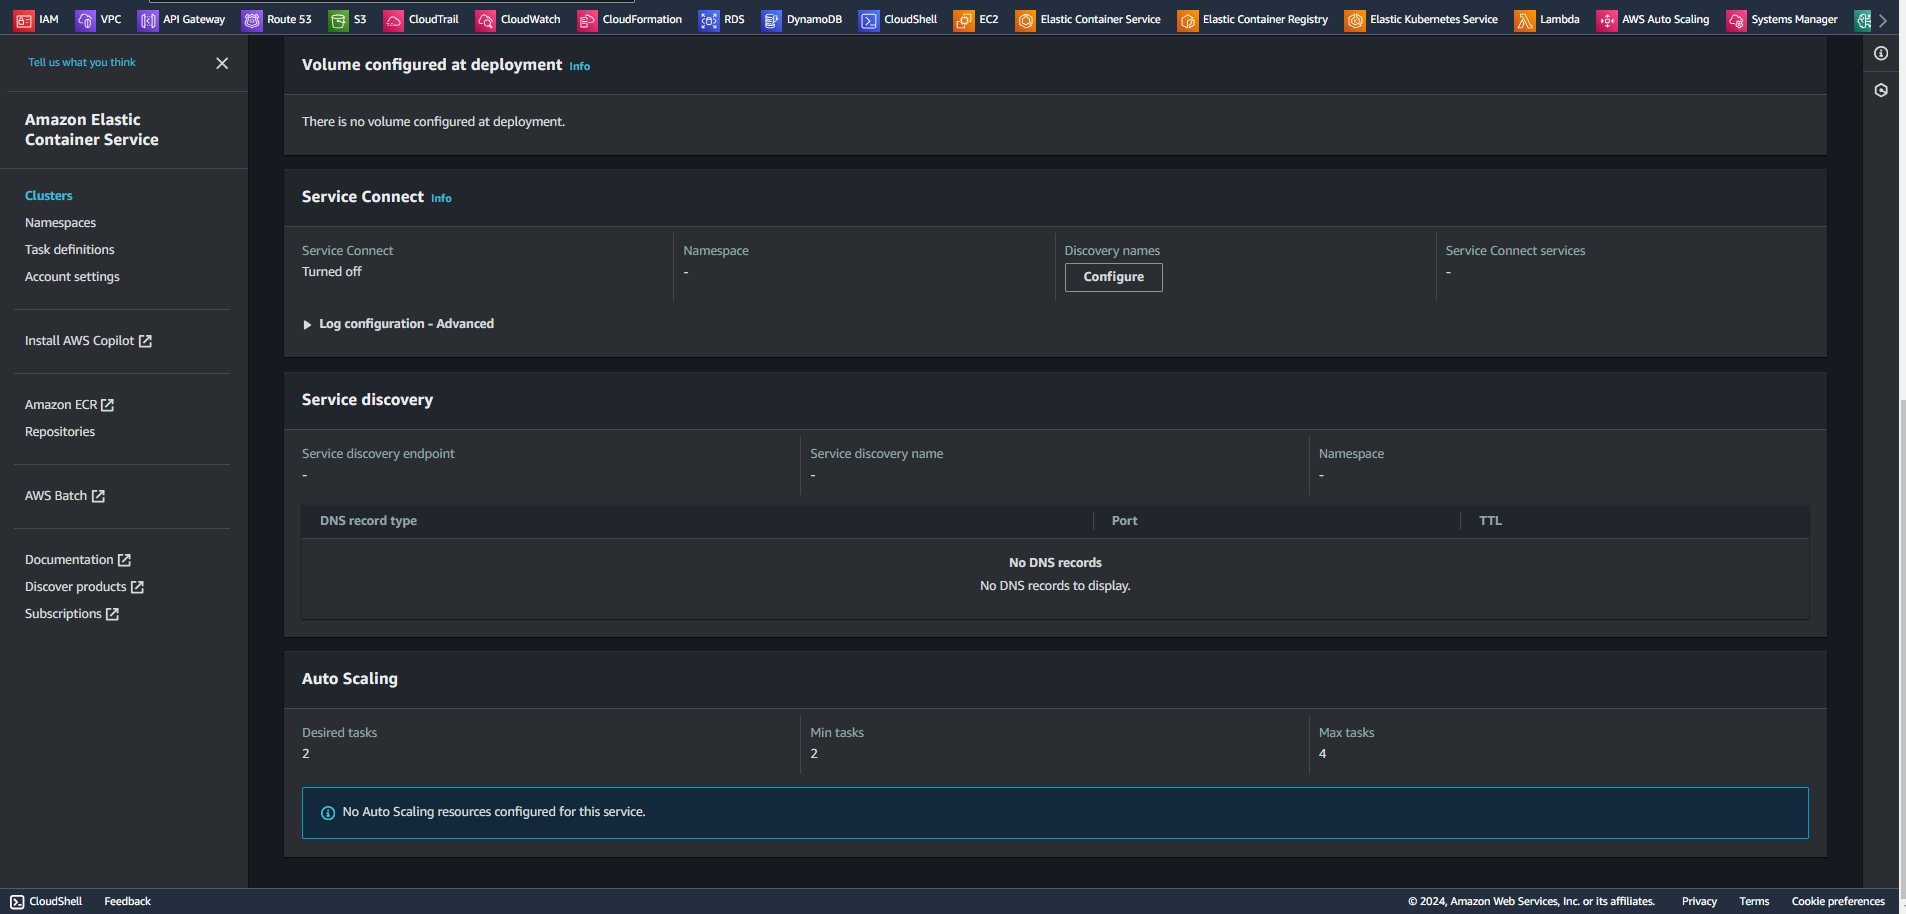 IAM VPC API Gateway Route 53 S3 CloudTrail CloudWatch CloudFormation RDS DynamoDB CloudShell EC2 Elastic Container Service Elastic Container Registry Elastic Kubernetes Service Lambda AWS Auto Scaling Systems Manager
Tell us what you think
Amazon Elastic
Container Service
Clusters
Namespaces
Task definitions
Account settings
Install AWS Copilot
Amazon ECR
Repositories
AWS Batch
Documentation
Discover products
Subscriptions
Volume configured at deployment Info
There is no volume configured at deployment.
Service Connect Info
Service Connect Namespace Discovery names Service Connect services
Turned off - Configure -
Log configuration - Advanced
Service discovery
Service discovery endpoint Service discovery name Namespace
- - -
DNS record type Port TTL
No DNS records
No DNS records to display.
Auto Scaling
Desired tasks Min tasks Max tasks
2 2 4
No Auto Scaling resources configured for this service.
CloudShell Feedback © 2024, Amazon Web Services, Inc. or its affiliates. Privacy Terms Cookie preferences